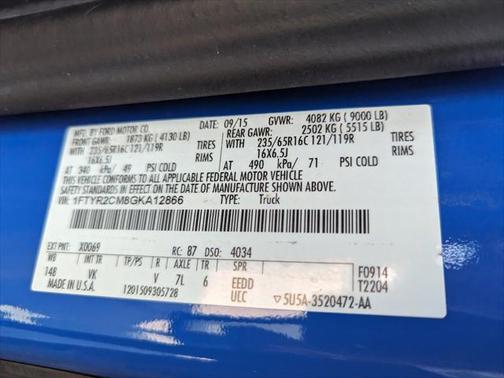 MFD. BY FORD MOTOR CO.
DATE: 09/15 GVWR: 4082 KG ( 9000 LB)
FRONT GAWR: 1873 KG ( 4130 LB) REAR GAWR: 2502 KG ( 5515 LB)
WITH 235/65R16C 121/119R TIRES WITH 235/65R16C 121/119R TIRES
16X6.5J RIMS 16X6.5J RIMS
AT 340 kPa/ 49 PSI COLD AT 490 kPa/ 71 PSI COLD
THIS VEHICLE CONFORMS TO ALL APPLICABLE FEDERAL MOTOR VEHICLE
SAFETY STANDARDS IN EFFECT ON THE DATE OF MANUFACTURE SHOWN ABOVE.
VIN: 1FTYR2CM8GKA12866 TYPE: Truck
EXT PNT: X0069 RC: 87 DSO: 4034 F0914
WB INT TR TP/PS R AXLE TR SPR T2204
148 VK V 7L 6 EEDD
MADE IN U.S.A. 1201509305728 UEC ▽5U5A-3520472-AA